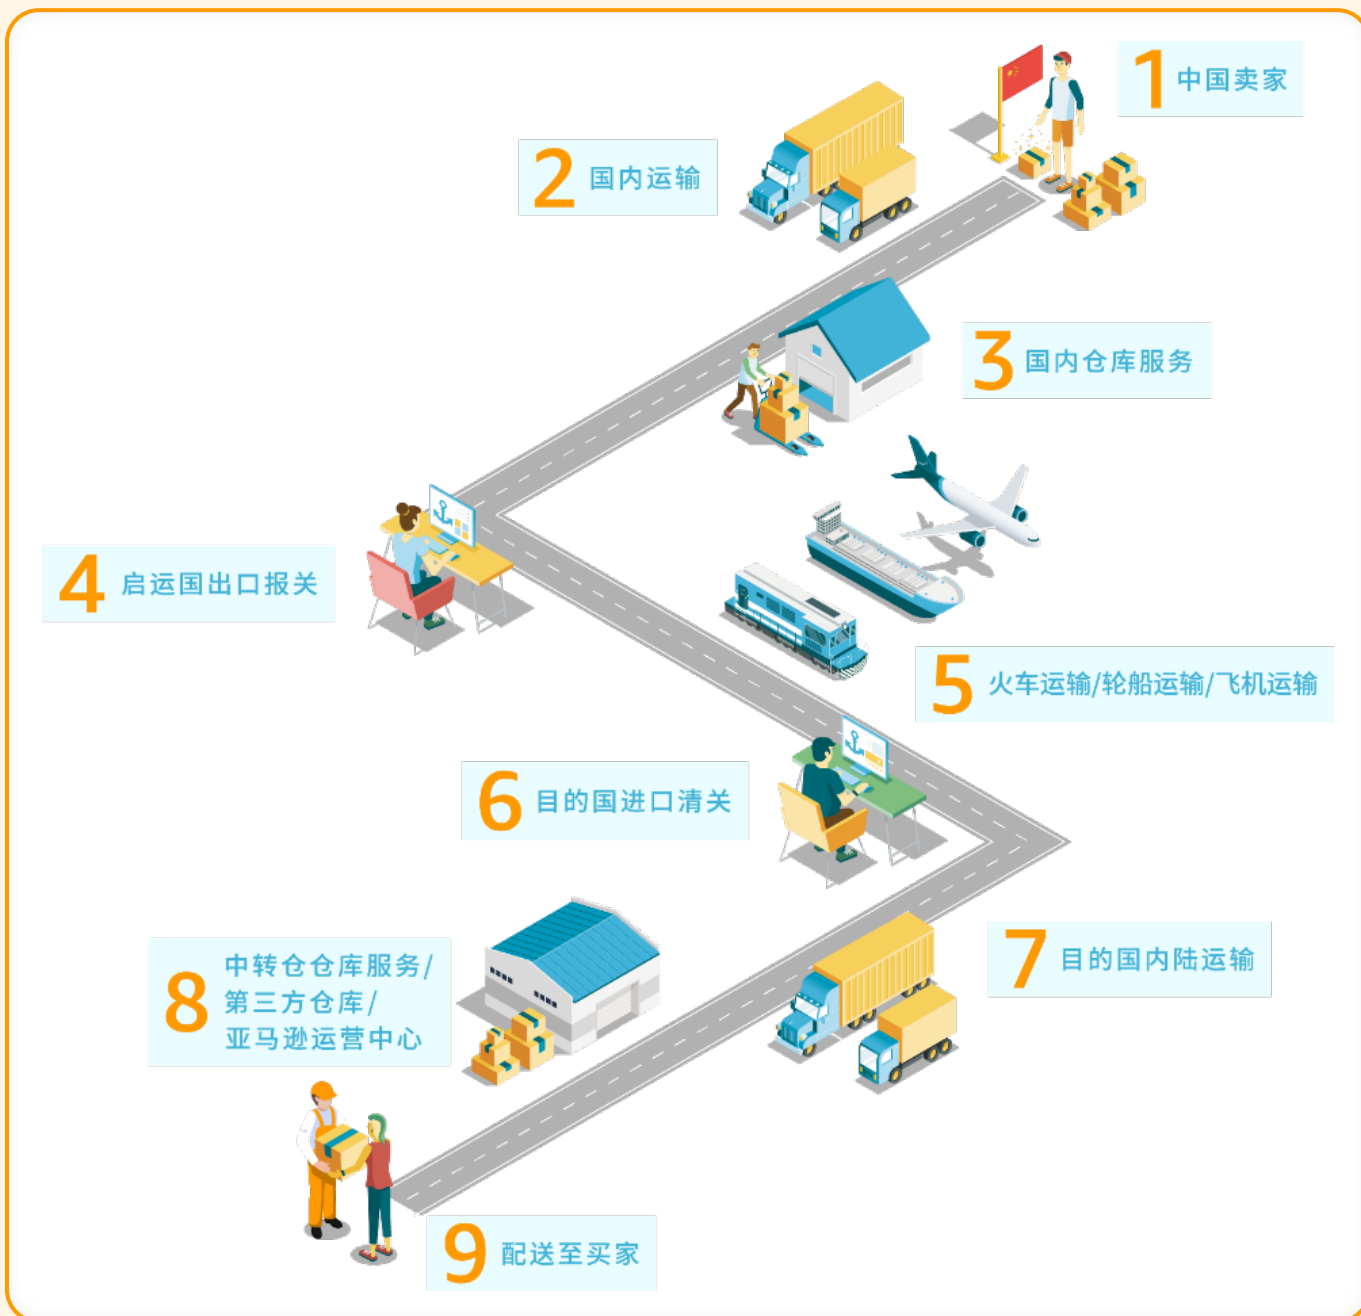 1 中国卖家
2 国内运输
3 国内仓库服务
4 启运国出口报关
5 火车运输/轮船运输/飞机运输
6 目的国进口清关
7 目的国内陆运输
8 中转仓仓库服务/
第三方仓库/
亚马逊运营中心
9 配送至买家